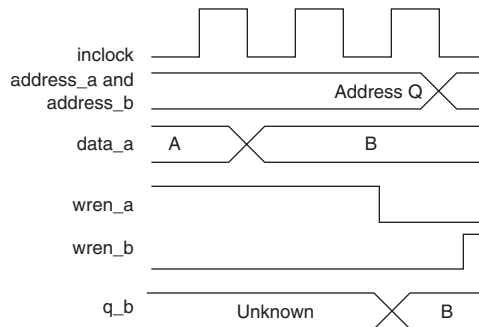 inclock
address_a and
address_b
Address Q
data_a
A
B
wren_a
wren_b
q_b
Unknown
B